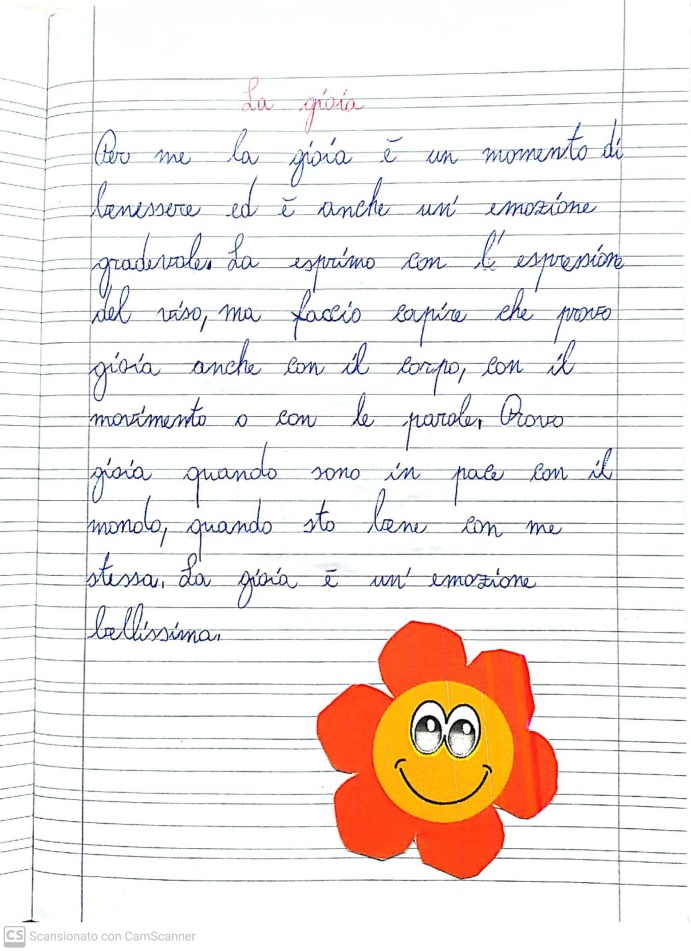 La gioia
Per me la gioia è un momento di
benessere ed è anche un' emozione
gradevole. La esprimo con l' espressione
del viso, ma faccio capire che provo
gioia anche con il corpo, con il
movimento o con le parole. Provo
gioia quando sono in pace con il
mondo, quando sto bene con me
stessa. La gioia è un' emozione
bellissima.
CS Scansionato con CamScanner